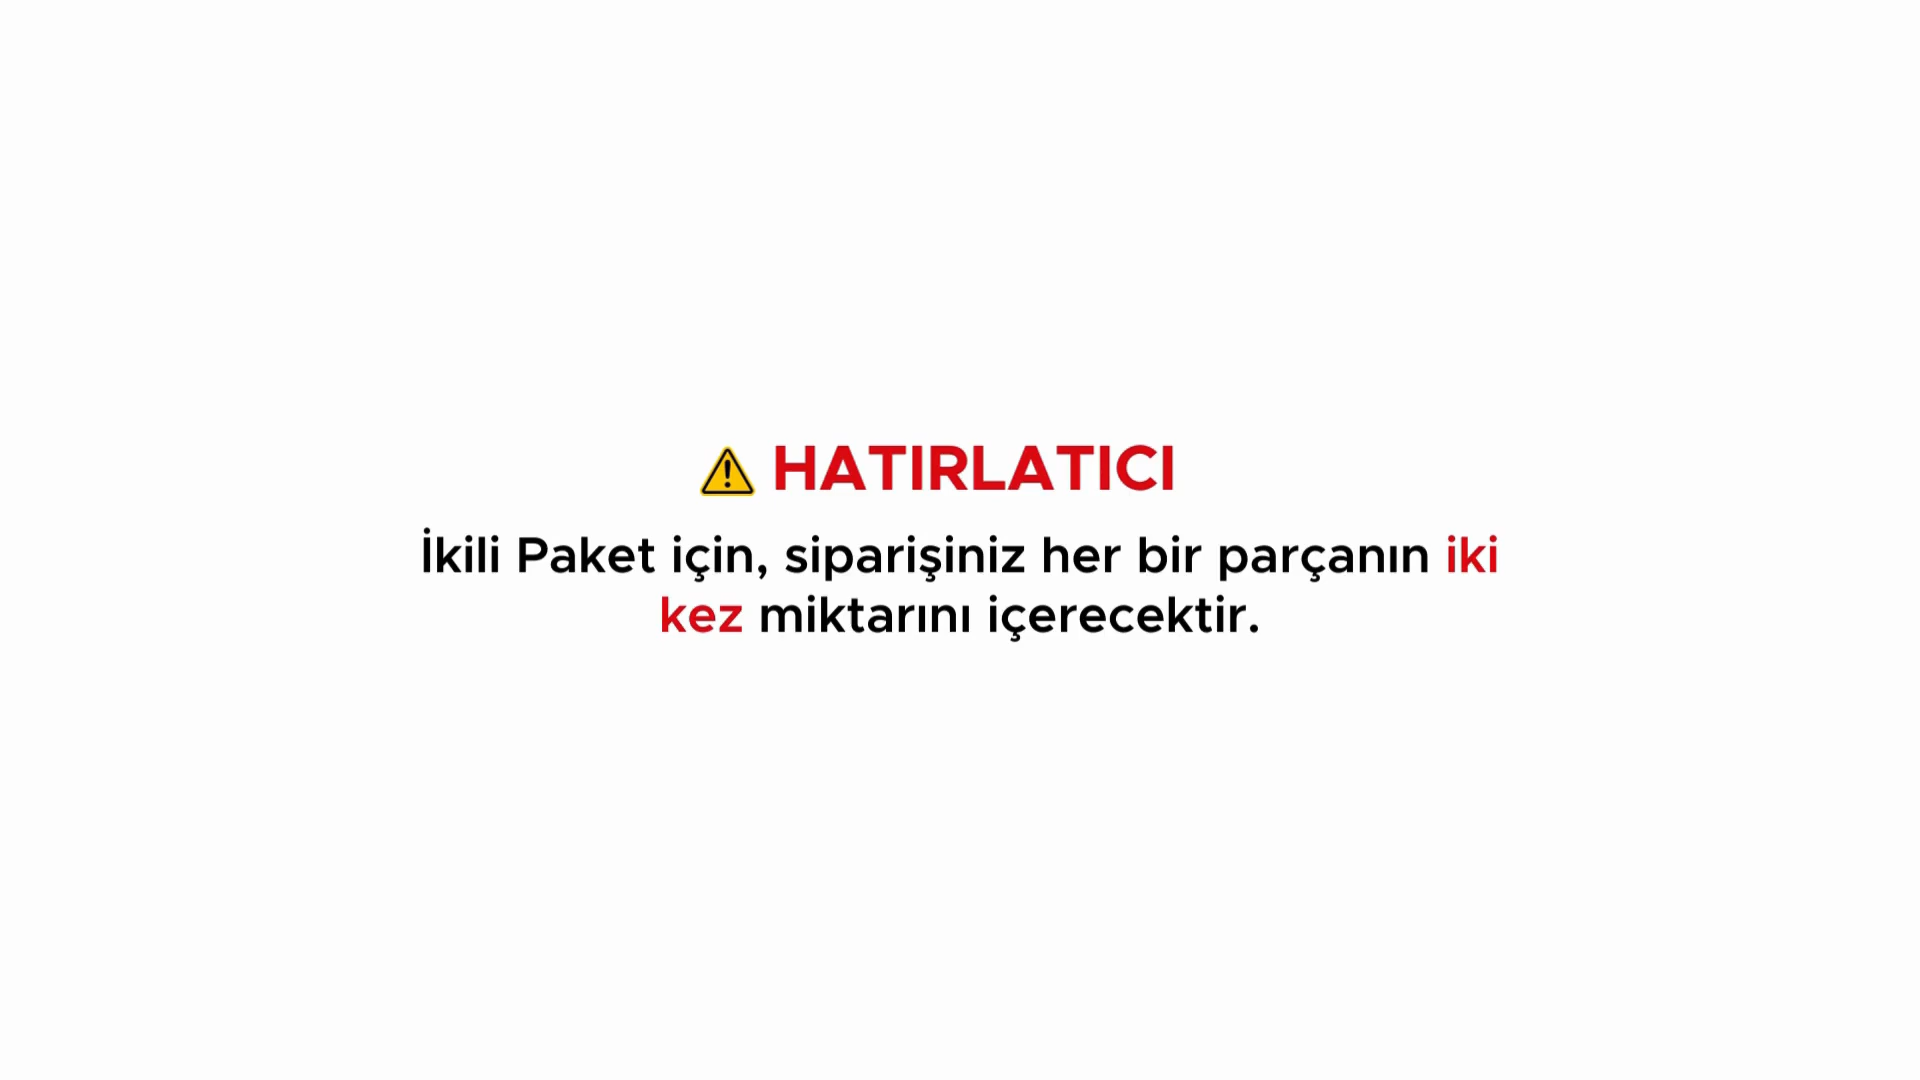 ⚠ HATIRLATICI
İkili Paket için, siparişiniz her bir parçanın iki
kez miktarını içerecektir.